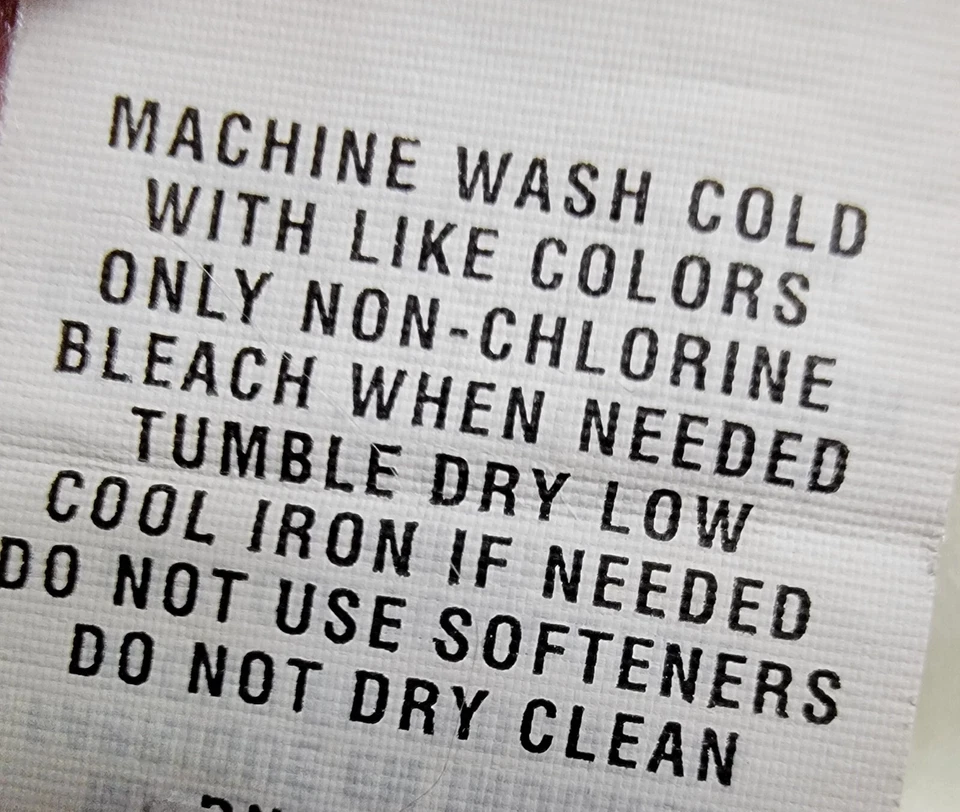 MACHINE WASH COLD
WITH LIKE COLORS
ONLY NON-CHLORINE
BLEACH WHEN NEEDED
TUMBLE DRY LOW
COOL IRON IF NEEDED
DO NOT USE SOFTENERS
DO NOT DRY CLEAN